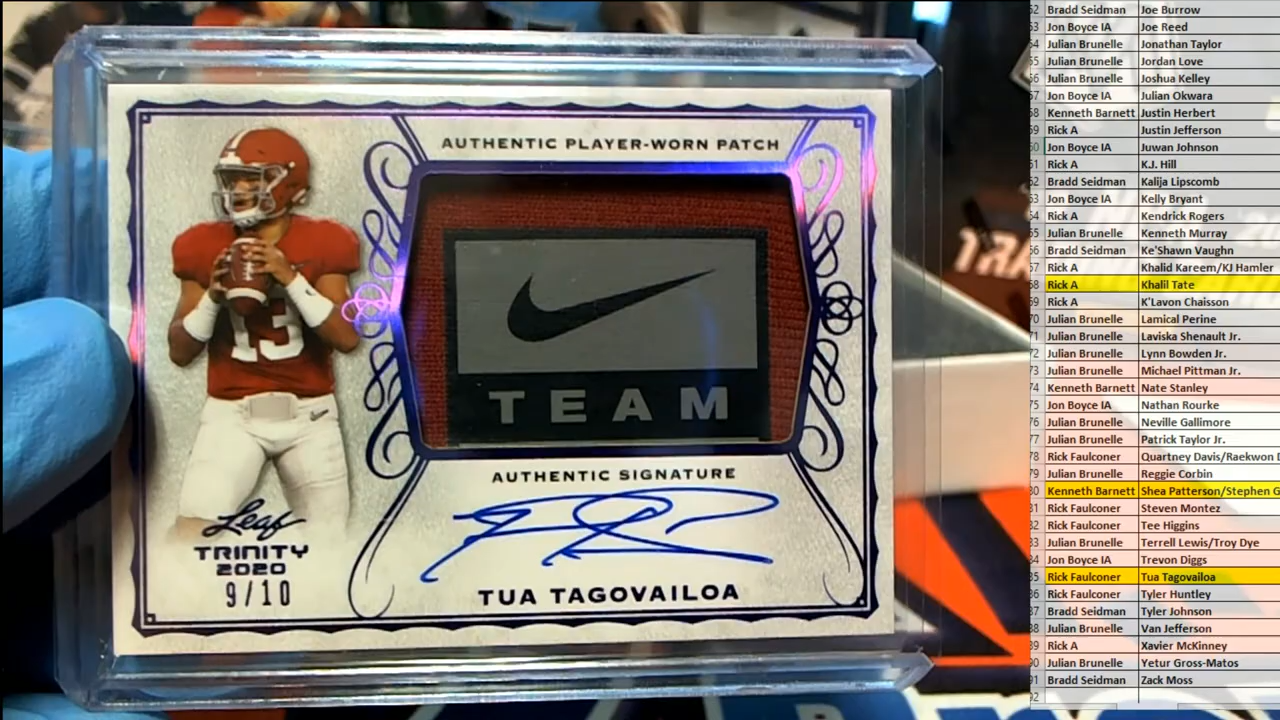 AUTHENTIC PLAYER-WORN PATCH
13
TEAM
AUTHENTIC SIGNATURE
Leaf
TRINITY
2020
9/10
TUA TAGOVAILOA
TRA
Bradd Seidman Joe Burrow
Jon Boyce IA Joe Reed
Julian Brunelle Jonathan Taylor
Julian Brunelle Jordan Love
Julian Brunelle Joshua Kelley
Jon Boyce IA Julian Okwara
Kenneth Barnett Justin Herbert
Rick A Justin Jefferson
Jon Boyce IA Juwan Johnson
Rick A K.J. Hill
Bradd Seidman Kalija Lipscomb
Jon Boyce IA Kelly Bryant
Rick A Kendrick Rogers
Julian Brunelle Kenneth Murray
Bradd Seidman Ke'Shawn Vaughn
Rick A Khalid Kareem/KJ Hamler
Rick A Khalil Tate
Rick A K'Lavon Chaisson
Julian Brunelle Lamical Perine
Julian Brunelle Laviska Shenault Jr.
Julian Brunelle Lynn Bowden Jr.
Julian Brunelle Michael Pittman Jr.
Kenneth Barnett Nate Stanley
Jon Boyce IA Nathan Rourke
Julian Brunelle Neville Gallimore
Julian Brunelle Patrick Taylor Jr.
Rick Faulconer Quartney Davis/Raekwon D
Julian Brunelle Reggie Corbin
Kenneth Barnett Shea Patterson/Stephen G
Rick Faulconer Steven Montez
Rick Faulconer Tee Higgins
Julian Brunelle Terrell Lewis/Troy Dye
Jon Boyce IA Trevon Diggs
Rick Faulconer Tua Tagovailoa
Rick Faulconer Tyler Huntley
Bradd Seidman Tyler Johnson
Julian Brunelle Van Jefferson
Rick A Xavier McKinney
Julian Brunelle Yetur Gross-Matos
Bradd Seidman Zack Moss